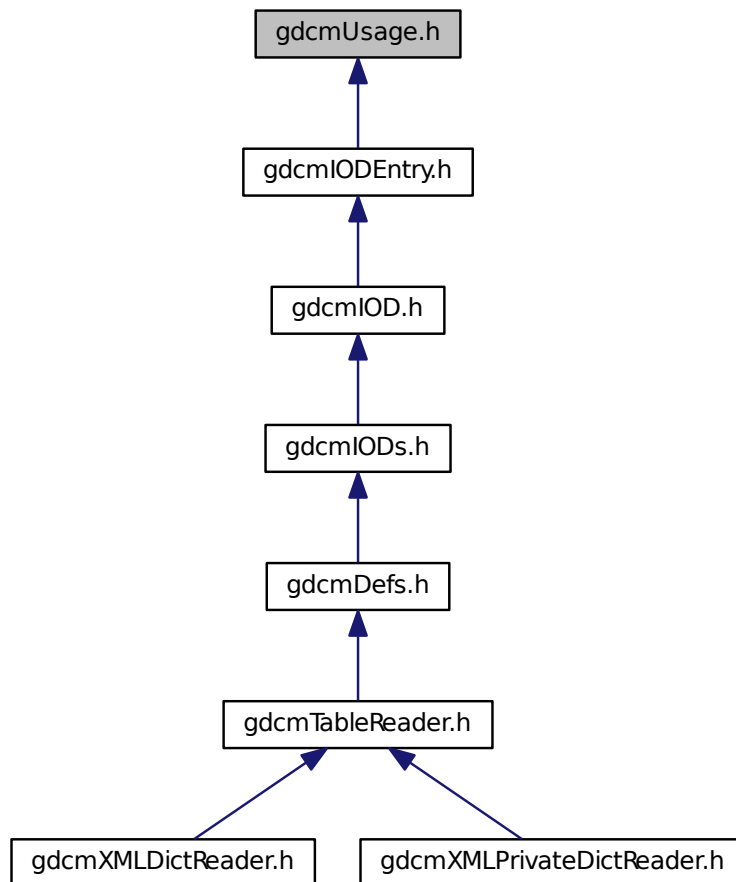 gdcmUsage.h
gdcmIODEntry.h
gdcmIOD.h
gdcmIODs.h
gdcmDefs.h
gdcmTableReader.h
gdcmXMLDictReader.h
gdcmXMLPrivateDictReader.h